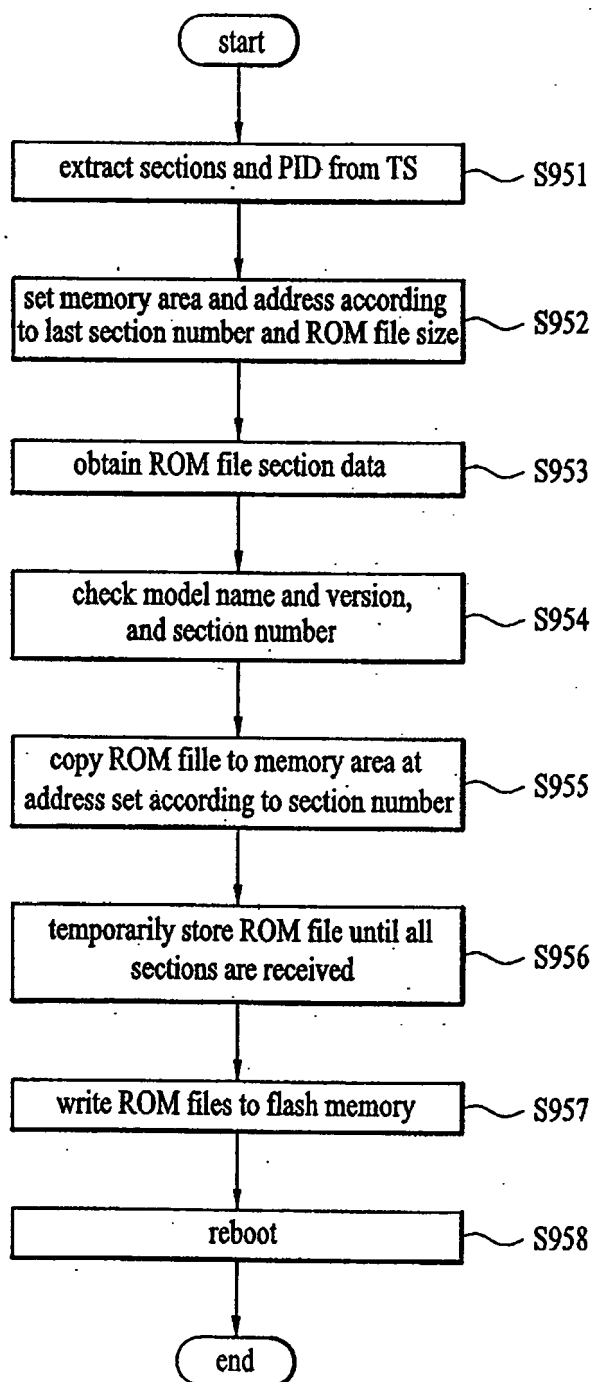 start
extract sections and PID from TS
S951
set memory area and address according
to last section number and ROM file size
S952
obtain ROM file section data
S953
check model name and version,
and section number
S954
copy ROM fille to memory area at
address set according to section number
S955
temporarily store ROM file until all
sections are received
S956
write ROM files to flash memory
S957
reboot
S958
end